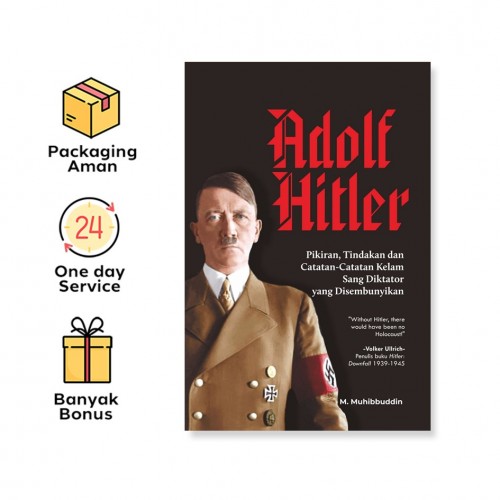 Packaging
Aman
24
One day
Service
Banyak
Bonus
Adolf
Hitler
Pikiran, Tindakan dan
Catatan-Catatan Kelam
Sang Diktator
yang Disembunyikan
"Without Hitler, there
would have been no
Holocaust"
-Volker Ullrich-
Penulis buku Hitler:
Downfall 1939-1945
M. Muhibbuddin